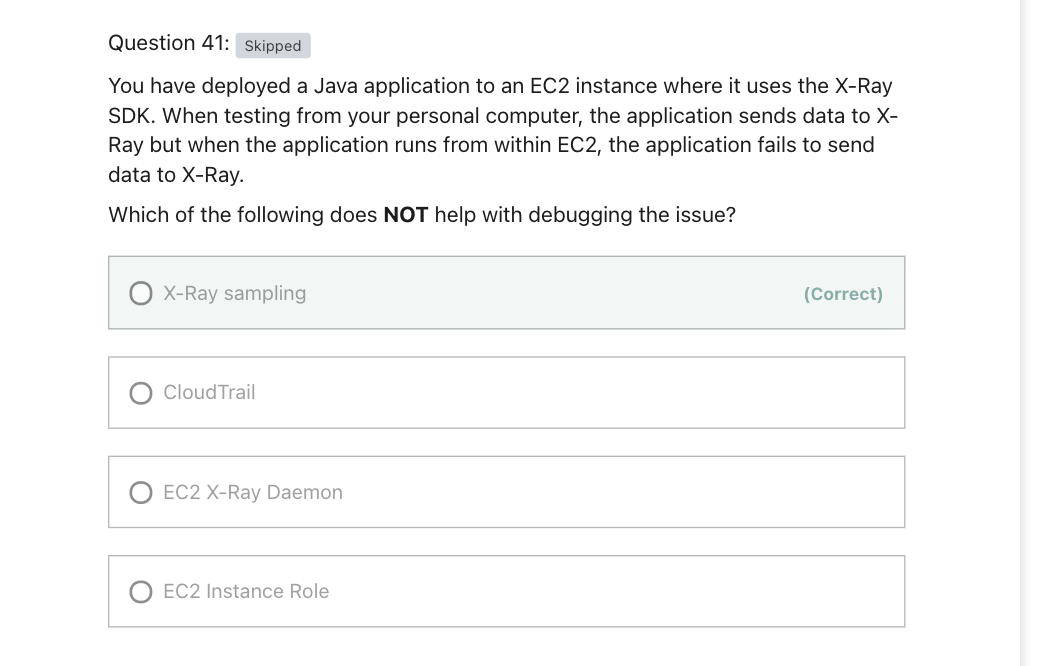 Question 41: Skipped
You have deployed a Java application to an EC2 instance where it uses the X-Ray
SDK. When testing from your personal computer, the application sends data to X-
Ray but when the application runs from within EC2, the application fails to send
data to X-Ray.
Which of the following does NOT help with debugging the issue?
X-Ray sampling (Correct)
CloudTrail
EC2 X-Ray Daemon
EC2 Instance Role